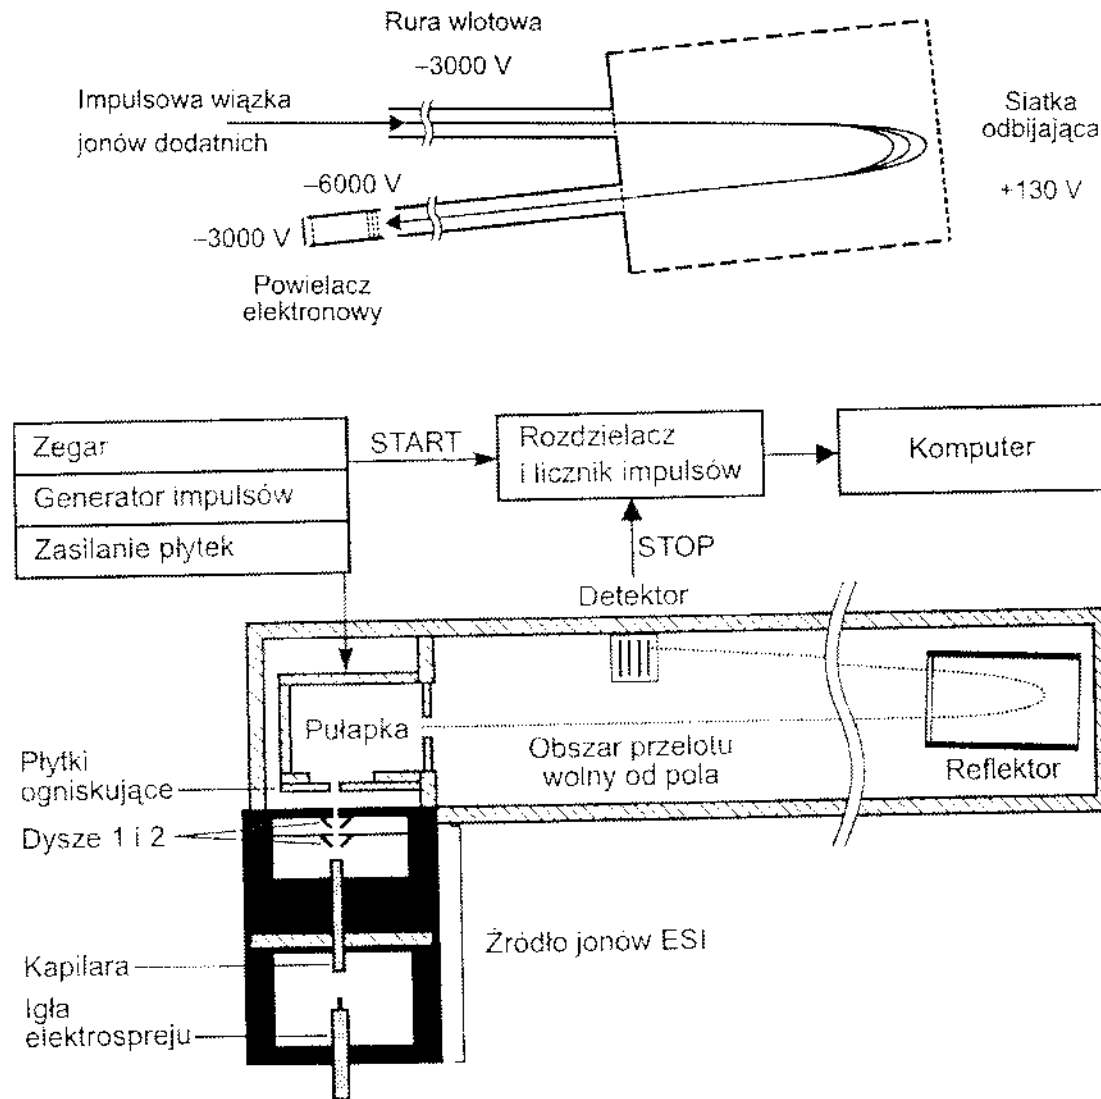 Rura wlotowa
−3000 V
Impulsowa wiązka
jonów dodatnich
Siatka
odbijająca
+130 V
−6000 V
−3000 V
Powielacz
elektronowy
Zegar
Generator impulsów
Zasilanie płytek
START
Rozdzielacz
i licznik impulsów
Komputer
STOP
Detektor
Pułapka
Obszar przelotu
wolny od pola
Reflektor
Płytki
ogniskujące
Dysze 1 i 2
Źródło jonów ESI
Kapilara
Igła
elektrospreju